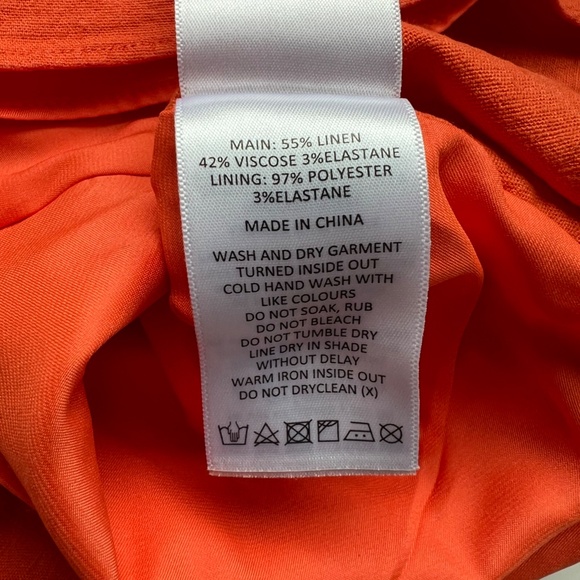 MAIN: 55% LINEN
42% VISCOSE 3%ELASTANE
LINING: 97% POLYESTER
3%ELASTANE
MADE IN CHINA
WASH AND DRY GARMENT
TURNED INSIDE OUT
COLD HAND WASH WITH
LIKE COLOURS
DO NOT SOAK, RUB
DO NOT BLEACH
DO NOT TUMBLE DRY
LINE DRY IN SHADE
WITHOUT DELAY
WARM IRON INSIDE OUT
DO NOT DRYCLEAN (X)